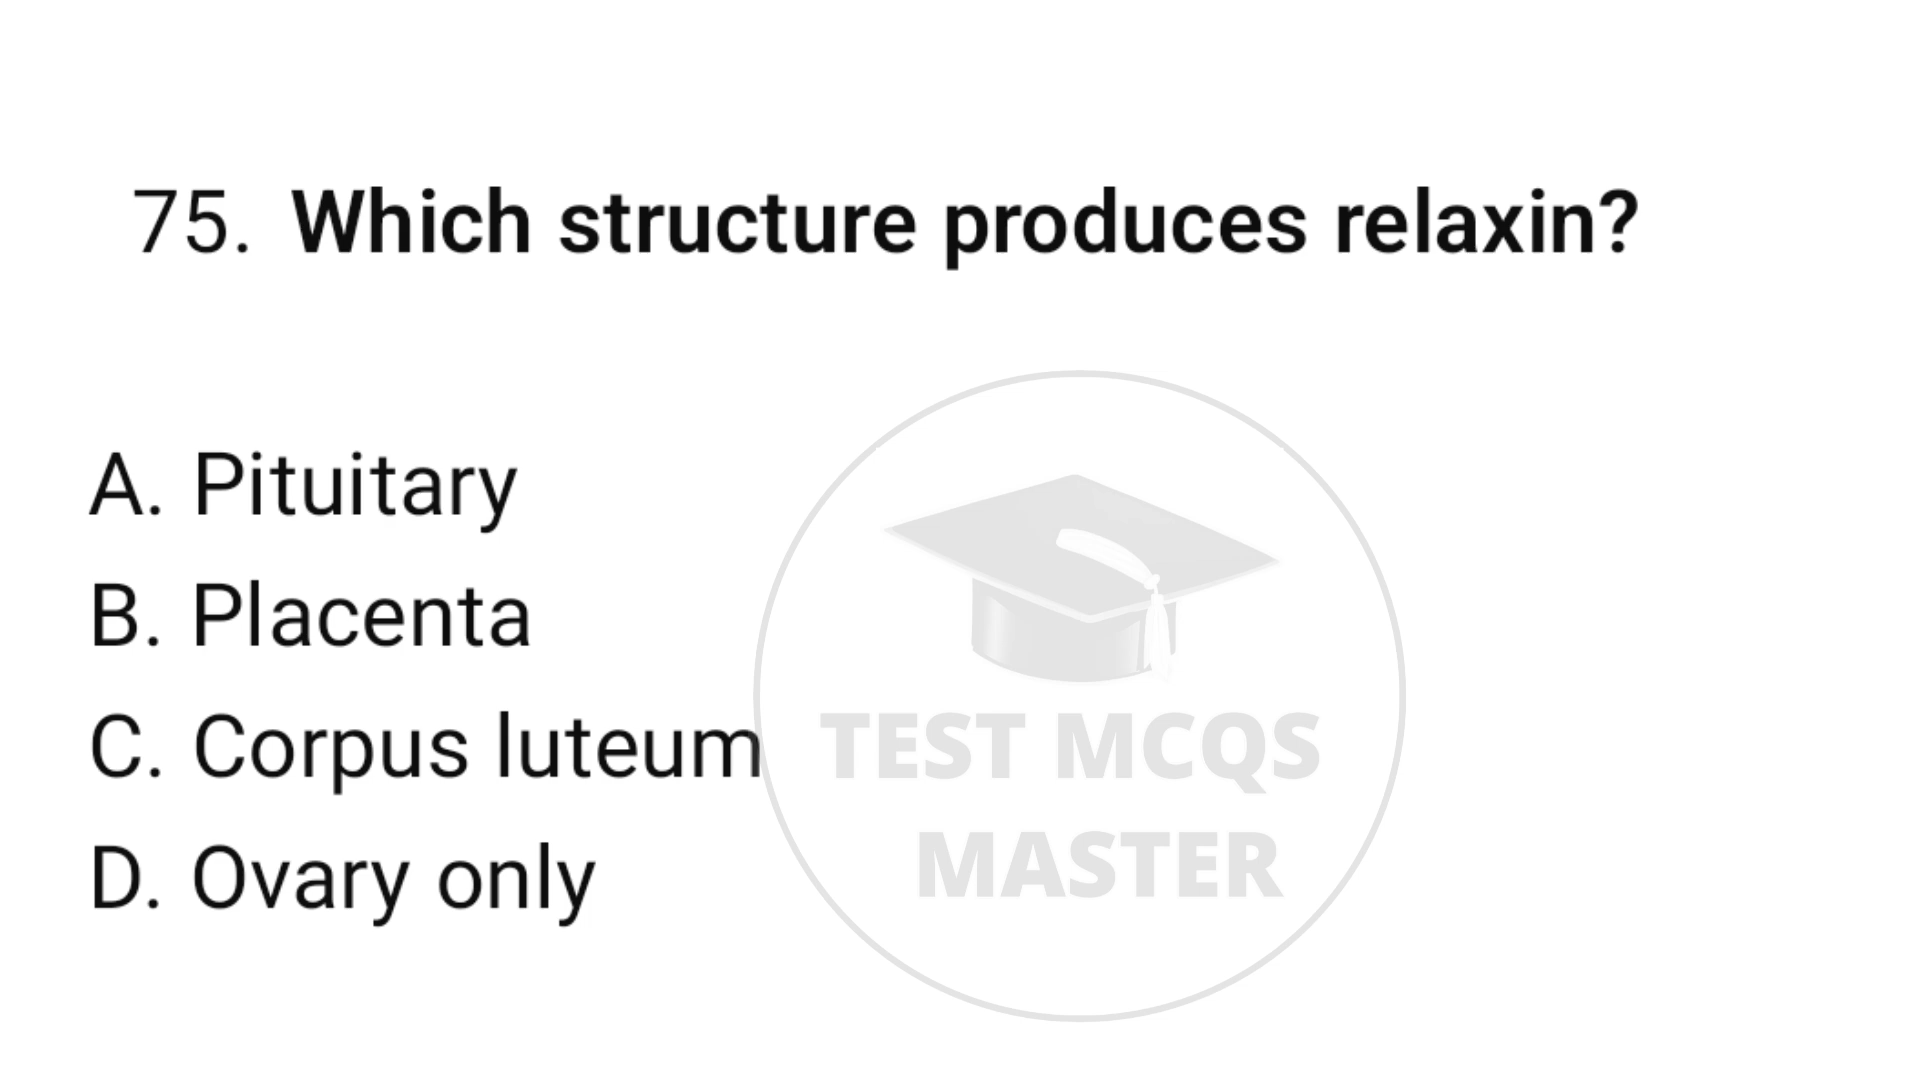 75. Which structure produces relaxin?
A. Pituitary
B. Placenta
C. Corpus luteum
D. Ovary only
TEST MCQS
MASTER